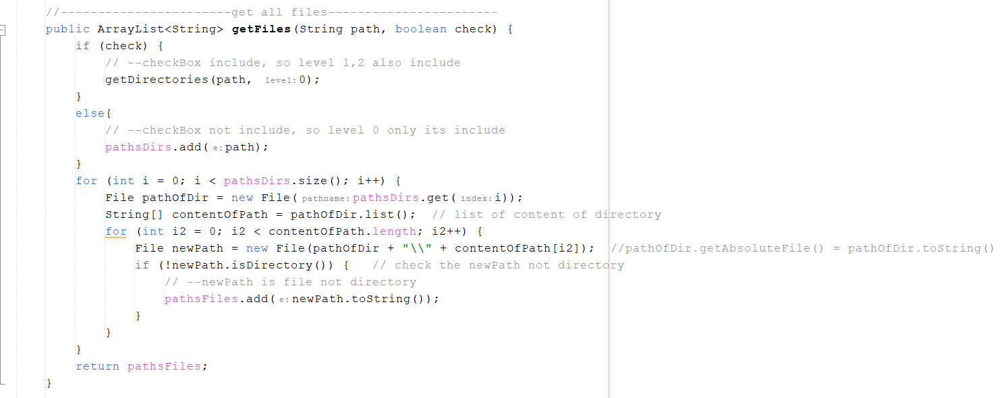 //-----------------------get all files-----------------------
public ArrayList<String> getFiles(String path, boolean check) {
if (check) {
// --checkBox include, so level 1,2 also include
getDirectories(path, level: 0);
}
else{
// --checkBox not include, so level 0 only its include
pathsDirs.add( e: path);
}
for (int i = 0; i < pathsDirs.size(); i++) {
File pathOfDir = new File( pathname: pathsDirs.get( index: i));
String[] contentOfPath = pathOfDir.list();  // list of content of directory
for (int i2 = 0; i2 < contentOfPath.length; i2++) {
File newPath = new File(pathOfDir + "\\" + contentOfPath[i2]);  //pathOfDir.getAbsoluteFile() = pathOfDir.toString()
if (!newPath.isDirectory()) {   // check the newPath not directory
// --newPath is file not directory
pathsFiles.add( e: newPath.toString());
}
}
}
return pathsFiles;
}